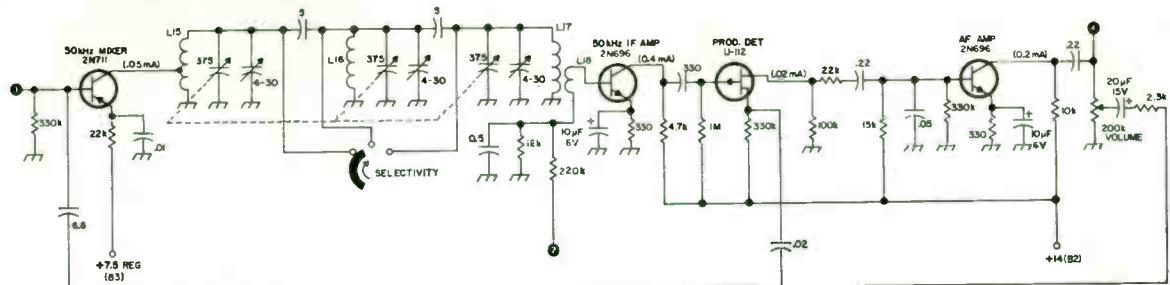 50kHz MIXER
2N711
(.05mA)
1
330k
22k
.01
6.8
+7.5 REG
(B3)
L15
375
4-30
3
L16
375
4-30
3
375
4-30
L17
L18
SELECTIVITY
0.5
12k
10µF
6V
220k
7
50kHz IF AMP
2N696
(0.4mA)
330
330
4.7k
1M
PROD. DET
U-112
(.02mA)
330k
.02
100k
22k
.22
15k
.05
330k
AF AMP
2N696
(0.2mA)
330
10µF
6V
10k
.22
4
20µF
15V
2.3k
200k
VOLUME
+14(B2)